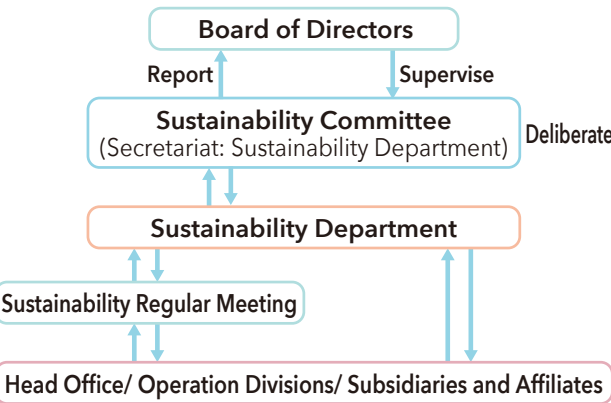 Board of Directors
Report
Supervise
Sustainability Committee
(Secretariat: Sustainability Department)
Deliberate
Sustainability Department
Sustainability Regular Meeting
Head Office/ Operation Divisions/ Subsidiaries and Affiliates